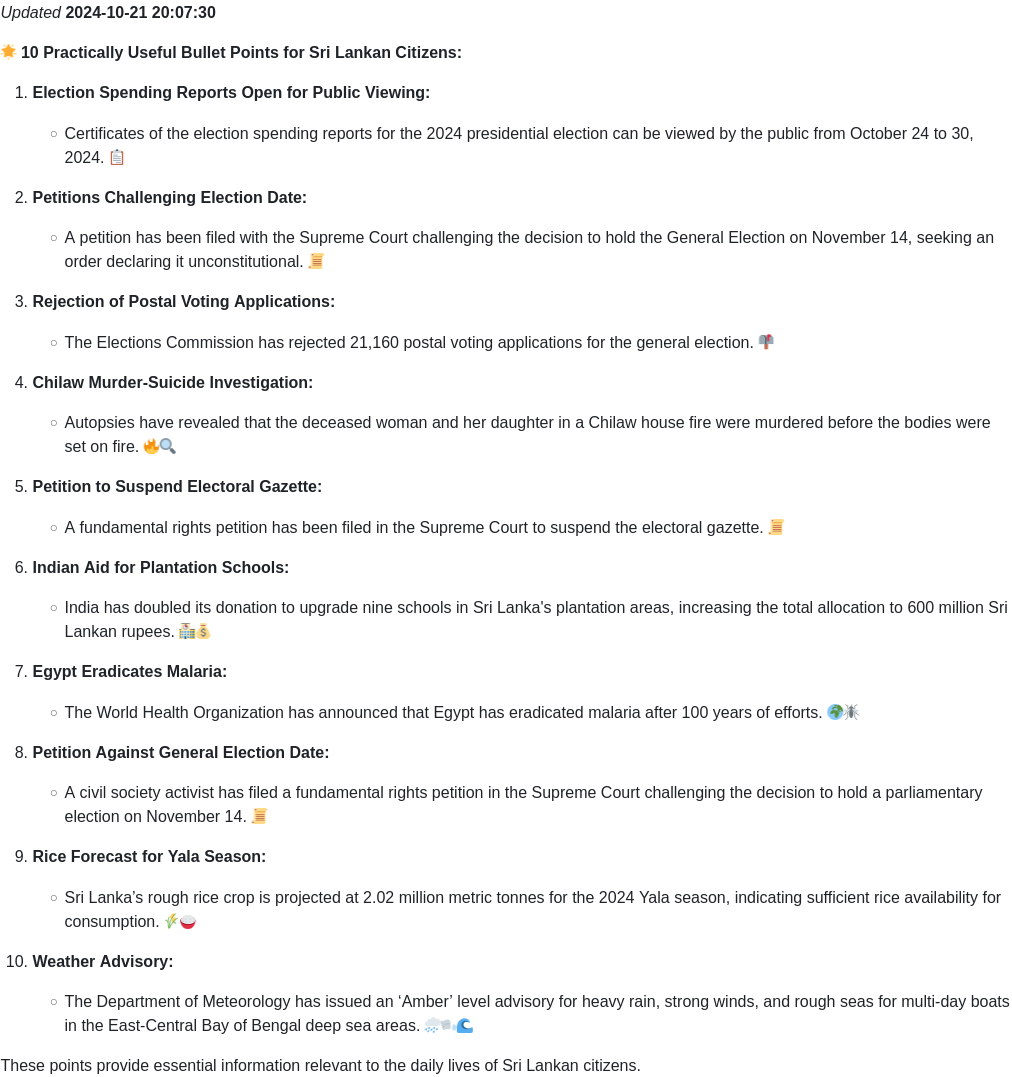 Updated 2024-10-21 20:07:30
10 Practically Useful Bullet Points for Sri Lankan Citizens:
1. Election Spending Reports Open for Public Viewing:
Certificates of the election spending reports for the 2024 presidential election can be viewed by the public from October 24 to 30,
2024.
2. Petitions Challenging Election Date:
A petition has been filed with the Supreme Court challenging the decision to hold the General Election on November 14, seeking an
order declaring it unconstitutional.
3. Rejection of Postal Voting Applications:
The Elections Commission has rejected 21,160 postal voting applications for the general election.
4. Chilaw Murder-Suicide Investigation:
Autopsies have revealed that the deceased woman and her daughter in a Chilaw house fire were murdered before the bodies were
set on fire.
5. Petition to Suspend Electoral Gazette:
A fundamental rights petition has been filed in the Supreme Court to suspend the electoral gazette.
6. Indian Aid for Plantation Schools:
India has doubled its donation to upgrade nine schools in Sri Lanka's plantation areas, increasing the total allocation to 600 million Sri
Lankan rupees.
7. Egypt Eradicates Malaria:
The World Health Organization has announced that Egypt has eradicated malaria after 100 years of efforts.
8. Petition Against General Election Date:
A civil society activist has filed a fundamental rights petition in the Supreme Court challenging the decision to hold a parliamentary
election on November 14.
9. Rice Forecast for Yala Season:
Sri Lanka’s rough rice crop is projected at 2.02 million metric tonnes for the 2024 Yala season, indicating sufficient rice availability for
consumption.
10. Weather Advisory:
The Department of Meteorology has issued an ‘Amber’ level advisory for heavy rain, strong winds, and rough seas for multi-day boats
in the East-Central Bay of Bengal deep sea areas.
These points provide essential information relevant to the daily lives of Sri Lankan citizens.